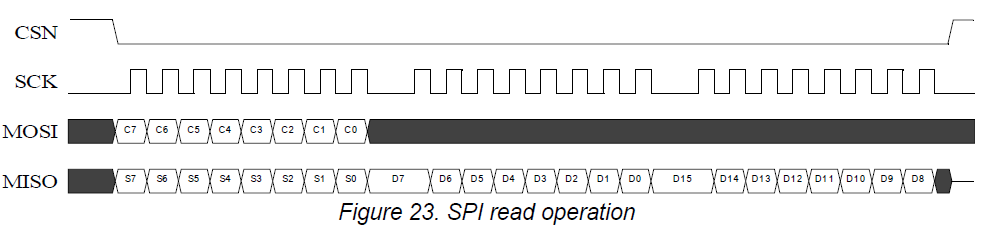 CSN
SCK
MOSI C7 C6 C5 C4 C3 C2 C1 C0
MISO S7 S6 S5 S4 S3 S2 S1 S0 D7 D6 D5 D4 D3 D2 D1 D0 D15 D14 D13 D12 D11 D10 D9 D8
Figure 23. SPI read operation